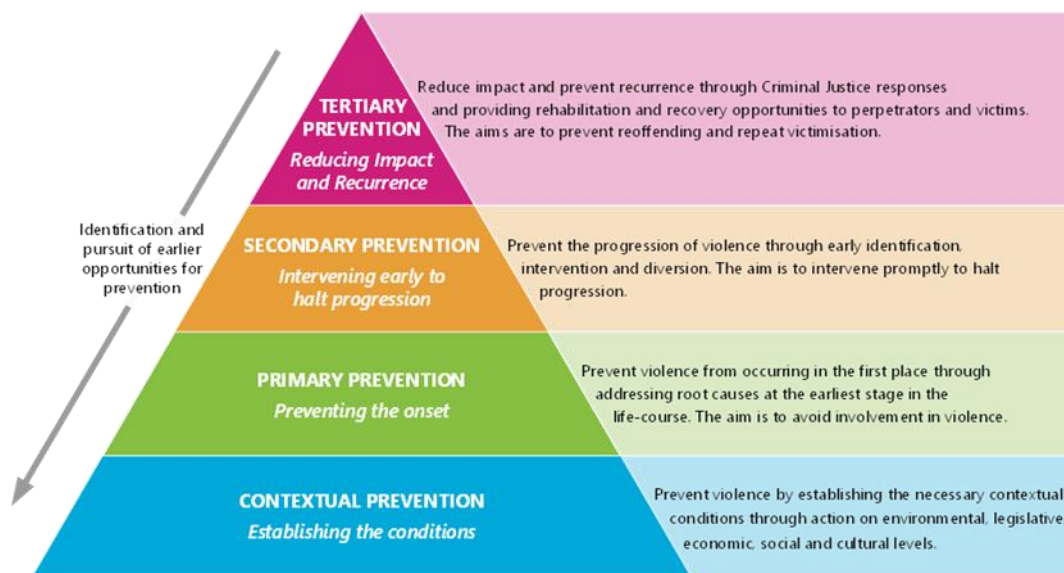 TERTIARY
PREVENTION
Reducing Impact
and Recurrence
Reduce impact and prevent recurrence through Criminal Justice responses
and providing rehabilitation and recovery opportunities to perpetrators and victims.
The aims are to prevent reoffending and repeat victimisation.
Identification and
pursuit of earlier
opportunities for
prevention
SECONDARY PREVENTION
Intervening early to
halt progression
Prevent the progression of violence through early identification,
intervention and diversion. The aim is to intervene promptly to halt
progression.
PRIMARY PREVENTION
Preventing the onset
Prevent violence from occurring in the first place through
addressing root causes at the earliest stage in the
life-course. The aim is to avoid involvement in violence.
CONTEXTUAL PREVENTION
Establishing the conditions
Prevent violence by establishing the necessary contextual
conditions through action on environmental, legislative
economic, social and cultural levels.